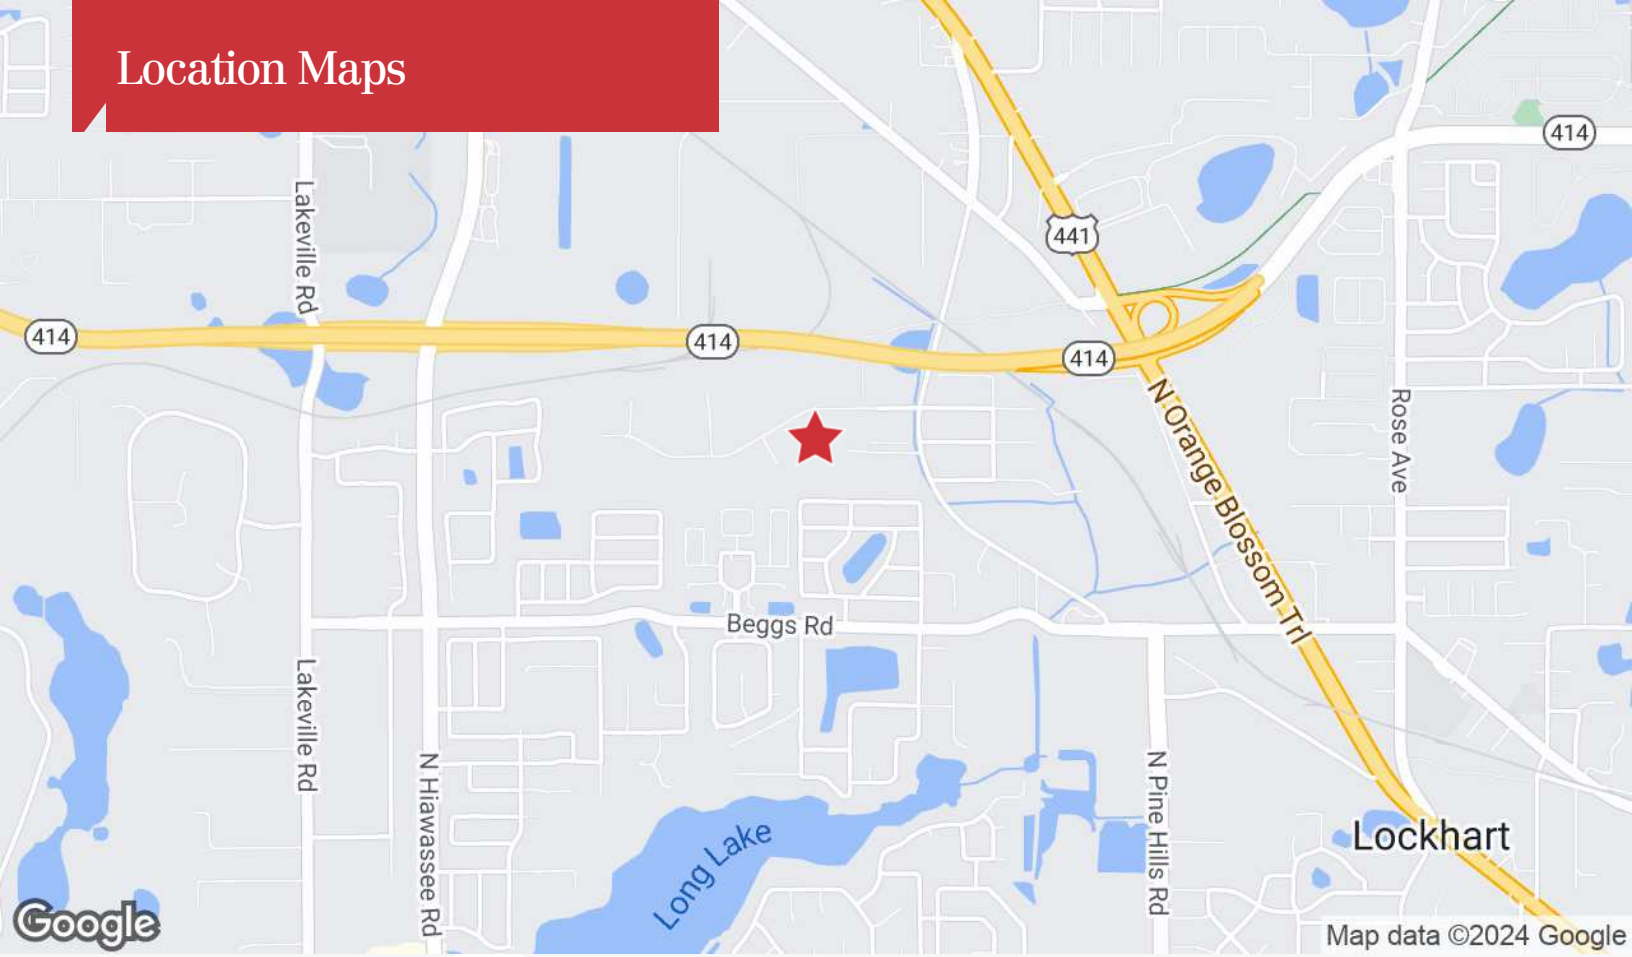 Location Maps
414
Lakeville Rd
441
414
414
414
N Orange Blossom Trl
Rose Ave
Beggs Rd
Lakeville Rd
N Hiawassee Rd
N Pine Hills Rd
Long Lake
Lockhart
Google
Map data ©2024 Google